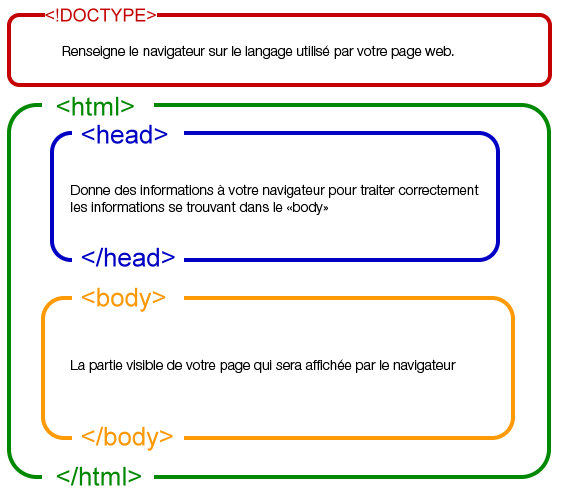 <!DOCTYPE>
Renseigne le navigateur sur le langage utilisé par votre page web.
<html>
<head>
Donne des informations à votre navigateur pour traiter correctement
les informations se trouvant dans le «body»
</head>
<body>
La partie visible de votre page qui sera affichée par le navigateur
</body>
</html>